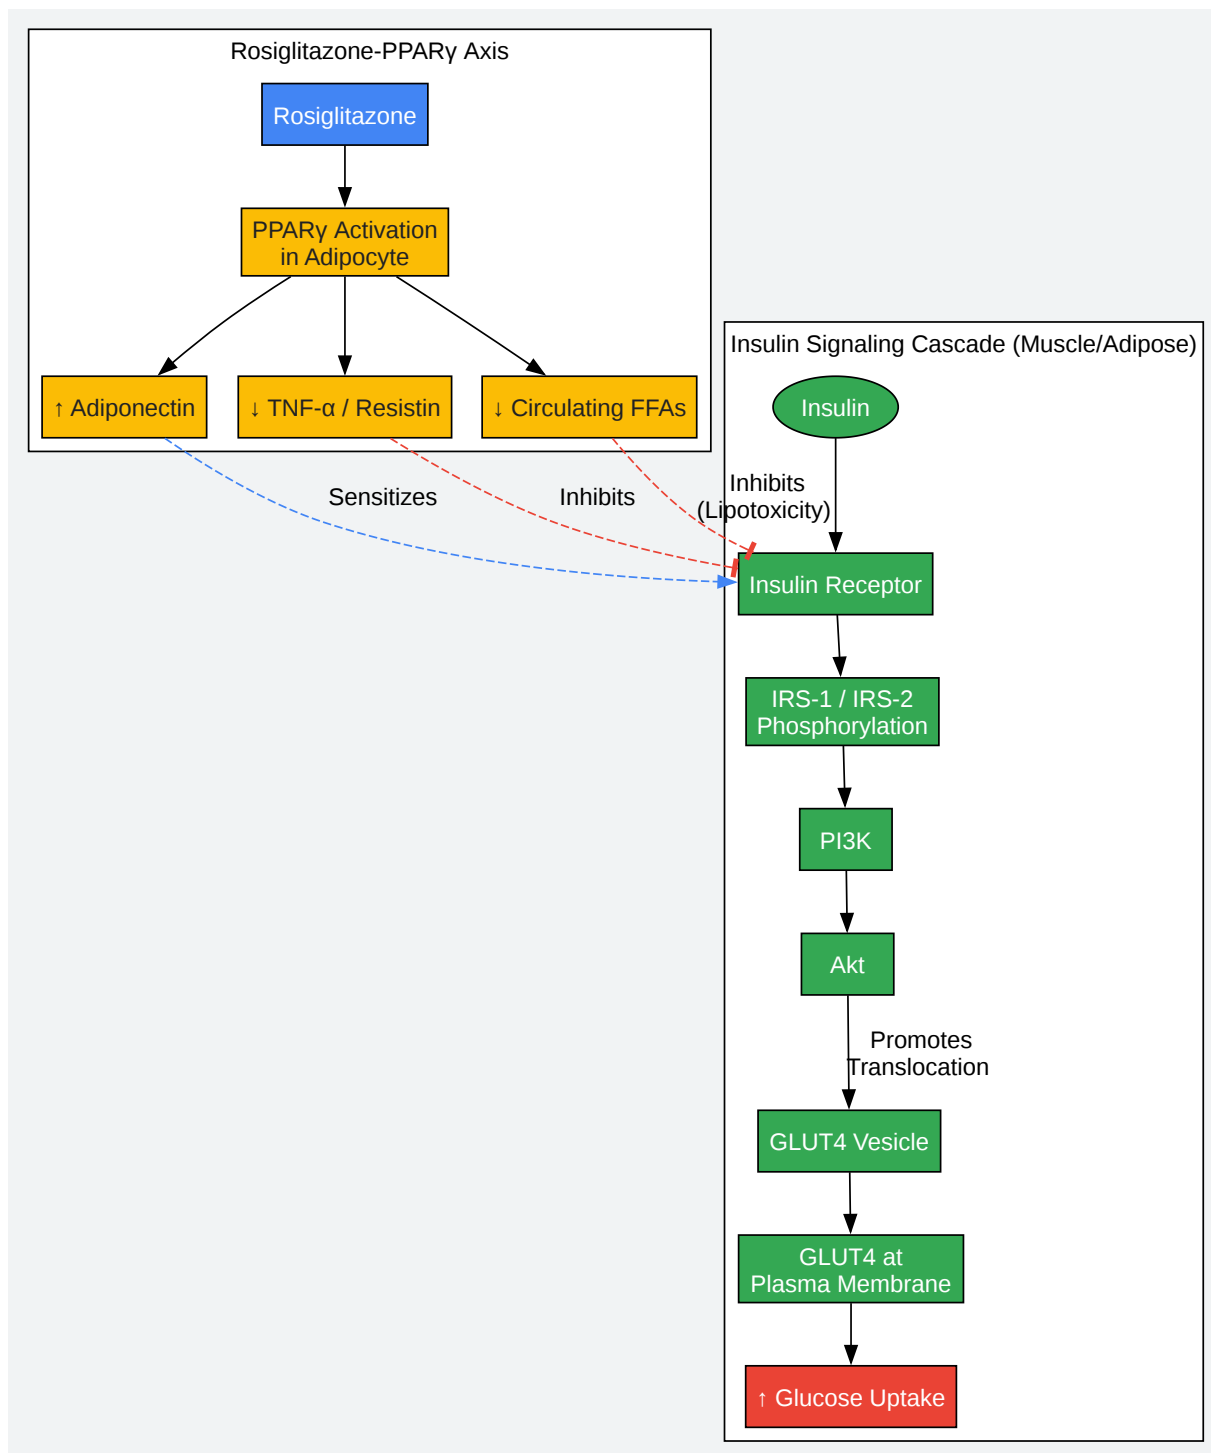 Rosiglitazone-PPARγ Axis
Rosiglitazone
PPARγ Activation
in Adipocyte
↑ Adiponectin
↓ TNF-α / Resistin
↓ Circulating FFAs
Insulin Signaling Cascade (Muscle/Adipose)
Insulin
Sensitizes
Inhibits
Inhibits
(Lipotoxicity)
Insulin Receptor
IRS-1 / IRS-2
Phosphorylation
PI3K
Akt
Promotes
Translocation
GLUT4 Vesicle
GLUT4 at
Plasma Membrane
↑ Glucose Uptake